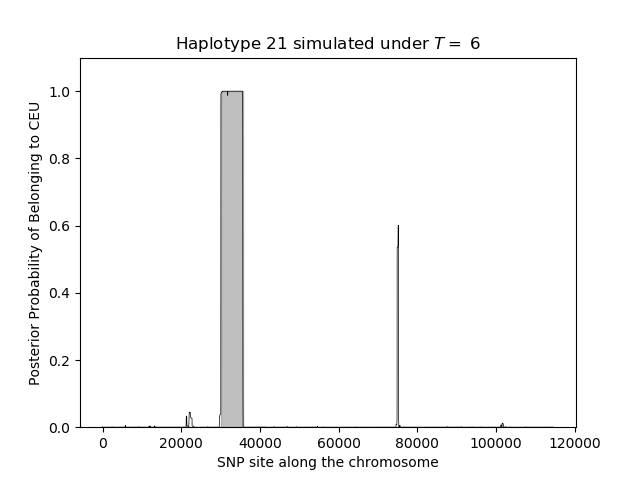 Haplotype 21 simulated under T = 6
Posterior Probability of Belonging to CEU
1.0
0.8
0.6
0.4
0.2
0.0
0 20000 40000 60000 80000 100000 120000
SNP site along the chromosome